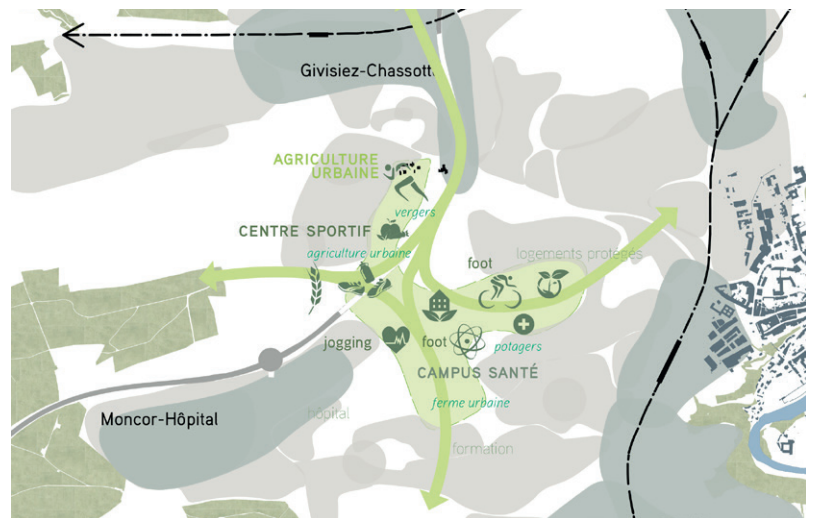 Givisiez-Chassott
AGRICULTURE
URBAINE
vergers
CENTRE SPORTIF
agriculture urbaine
foot
logements protégés
jogging
foot
potagers
CAMPUS SANTÉ
ferme urbaine
Moncor-Hôpital
hôpital
formation